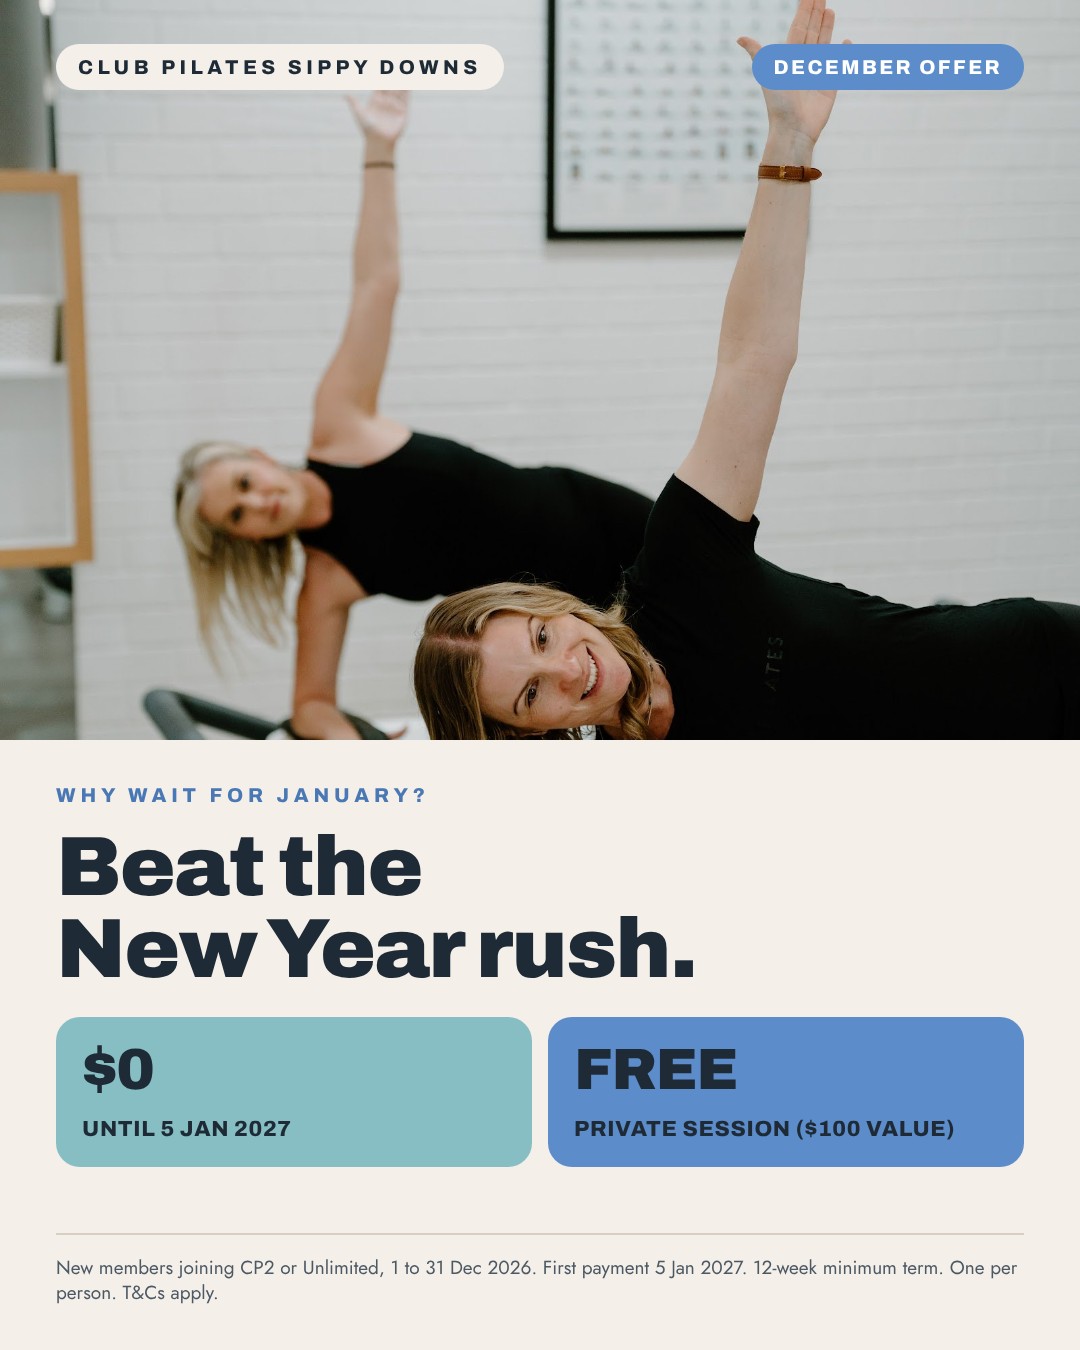 CLUB PILATES SIPPY DOWNS
DECEMBER OFFER
ATES
WHY WAIT FOR JANUARY?
Beat the
New Year rush.
$0
UNTIL 5 JAN 2027
FREE
PRIVATE SESSION ($100 VALUE)
New members joining CP2 or Unlimited, 1 to 31 Dec 2026. First payment 5 Jan 2027. 12-week minimum term. One per
person. T&Cs apply.